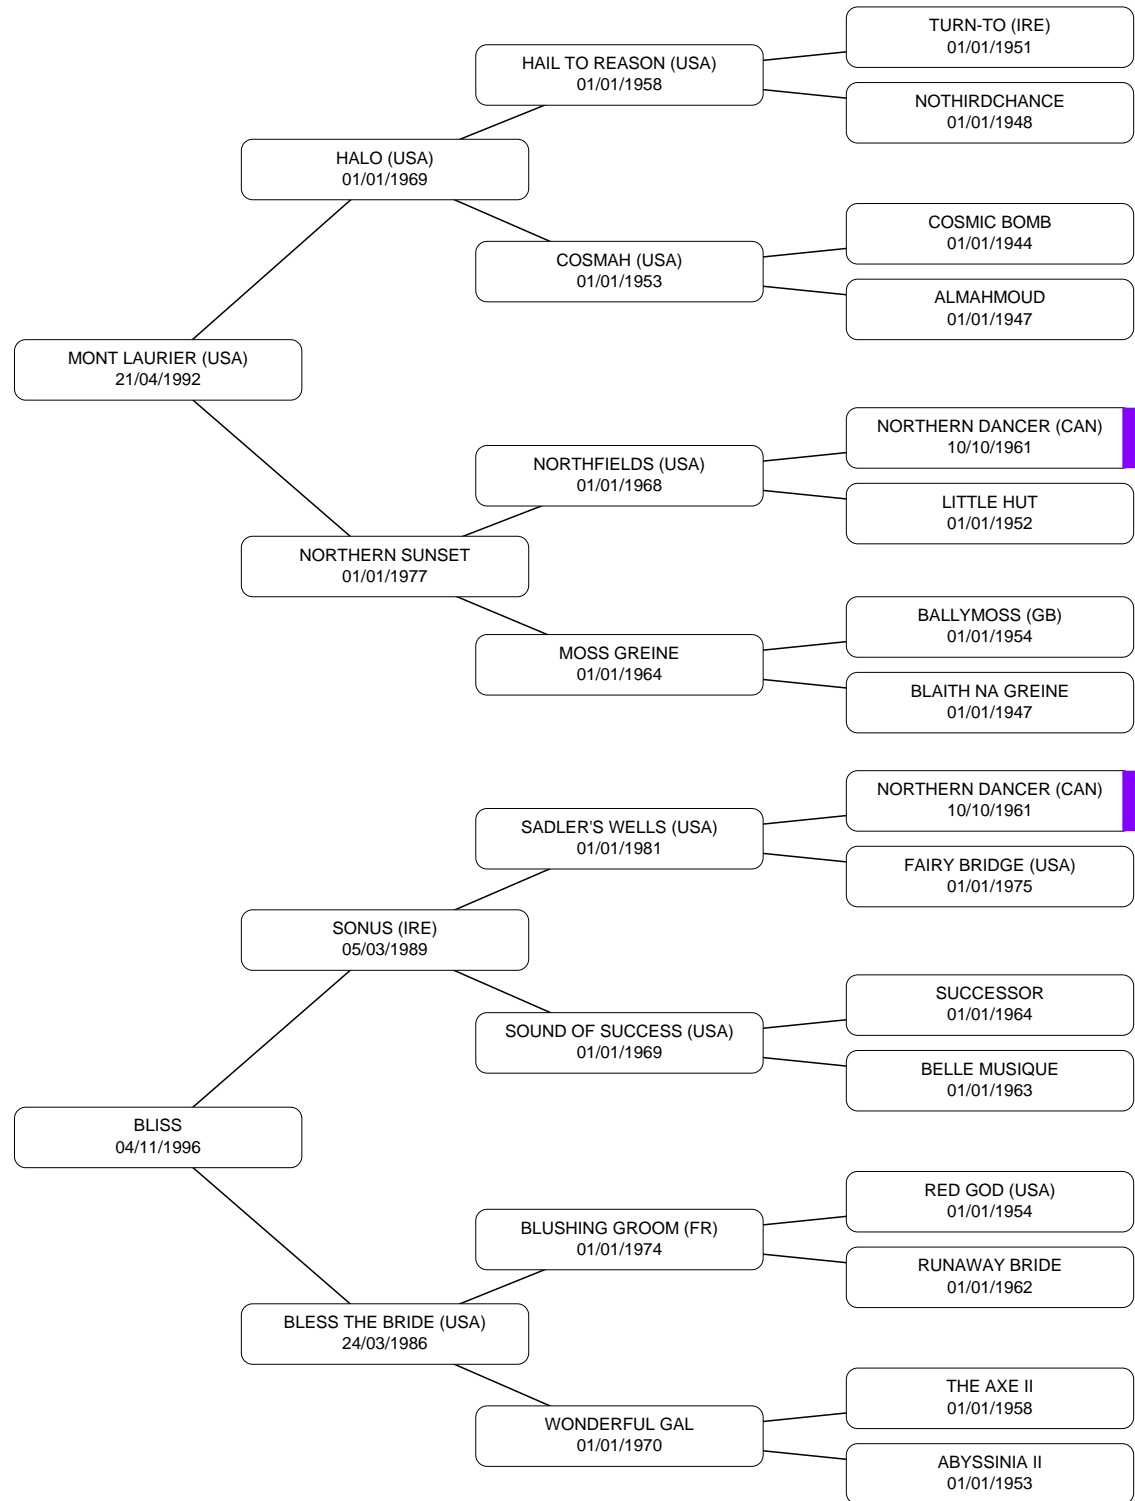 TURN-TO (IRE)
01/01/1951
HAIL TO REASON (USA)
01/01/1958
NOTHIRDCHANCE
01/01/1948
HALO (USA)
01/01/1969
COSMIC BOMB
01/01/1944
COSMAH (USA)
01/01/1953
ALMAHMOUD
01/01/1947
MONT LAURIER (USA)
21/04/1992
NORTHERN DANCER (CAN)
10/10/1961
NORTHFIELDS (USA)
01/01/1968
LITTLE HUT
01/01/1952
NORTHERN SUNSET
01/01/1977
BALLYMOSS (GB)
01/01/1954
MOSS GREINE
01/01/1964
BLAITH NA GREINE
01/01/1947
NORTHERN DANCER (CAN)
10/10/1961
SADLER'S WELLS (USA)
01/01/1981
FAIRY BRIDGE (USA)
01/01/1975
SONUS (IRE)
05/03/1989
SUCCESSOR
01/01/1964
SOUND OF SUCCESS (USA)
01/01/1969
BELLE MUSIQUE
01/01/1963
BLISS
04/11/1996
RED GOD (USA)
01/01/1954
BLUSHING GROOM (FR)
01/01/1974
RUNAWAY BRIDE
01/01/1962
BLESS THE BRIDE (USA)
24/03/1986
THE AXE II
01/01/1958
WONDERFUL GAL
01/01/1970
ABYSSINIA II
01/01/1953